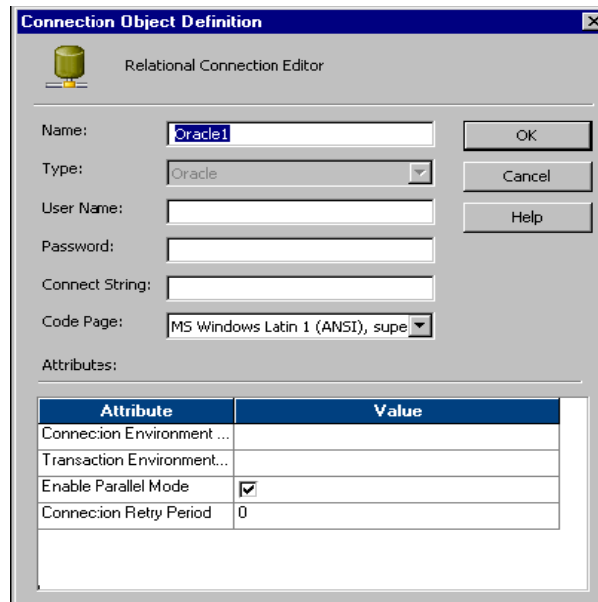 Connection Object Definition
Relational Connection Editor
Name: Oracle1 OK
Type: Oracle Cancel
User Name: Help
Password:
Connect String:
Code Page: MS Windows Latin 1 (ANSI), supe
Attributes:
Attribute Value
Connection Environment ...
Transaction Environment...
Enable Parallel Mode
Connection Retry Period 0